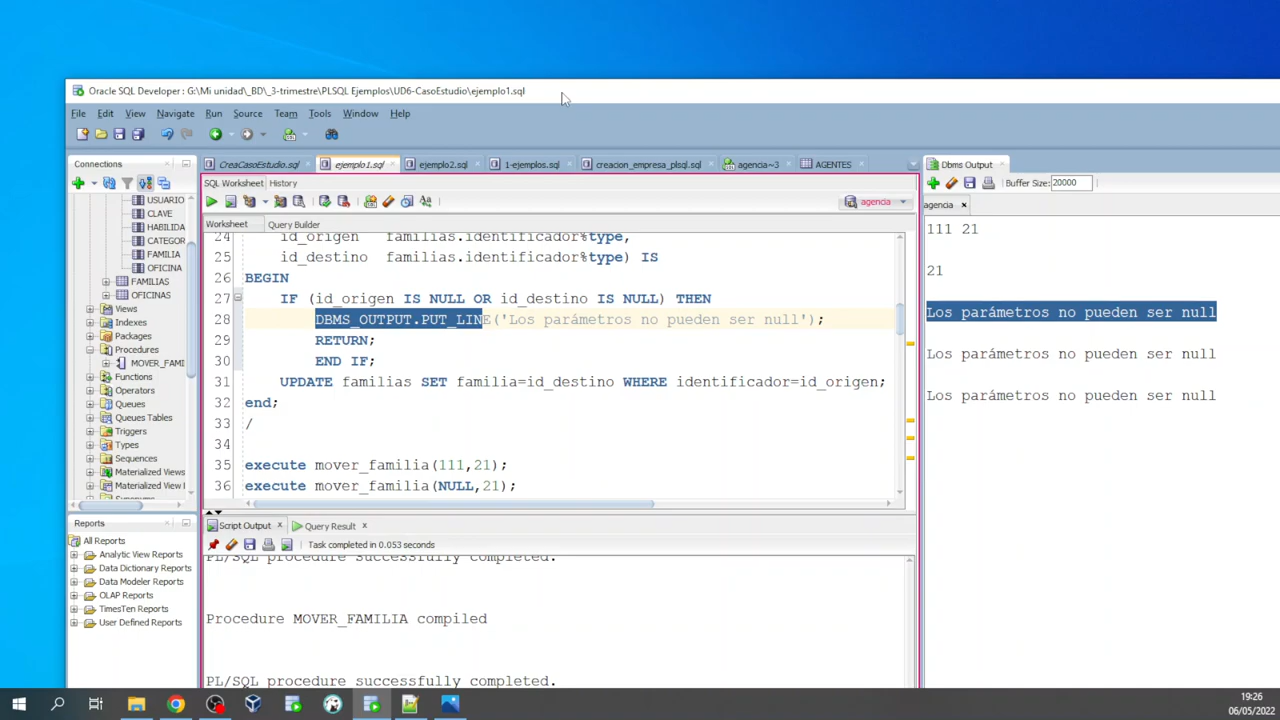 Oracle SQL Developer : G:\Mi unidad\_BD\_3-trimestre\PLSQL Ejemplos\UD6-CasoEstudio\ejemplo1.sql
File Edit View Navigate Run Source Team Tools Window Help
Connections
USUARIO
CLAVE
HABILIDA
CATEGOR
FAMILIA
OFICINA
FAMILIAS
OFICINAS
Views
Indexes
Packages
Procedures
MOVER_FAMI
Functions
Operators
Queues
Queues Tables
Triggers
Types
Sequences
Materialized Views
Materialized View I
Reports
All Reports
Analytic View Reports
Data Dictionary Reports
Data Modeler Reports
OLAP Reports
TimesTen Reports
User Defined Reports
CreaCasoEstudio.sql ejemplo1.sql ejemplo2.sql 1-ejemplos.sql creacion_empresa_plsql.sql agencia~3 AGENTES
SQL Worksheet History
agencia
Worksheet Query Builder
24 id_origen familias.identificador%type,
25 id_destino familias.identificador%type) IS
26 BEGIN
27 IF (id_origen IS NULL OR id_destino IS NULL) THEN
28 DBMS_OUTPUT.PUT_LINE('Los parámetros no pueden ser null');
29 RETURN;
30 END IF;
31 UPDATE familias SET familia=id_destino WHERE identificador=id_origen;
32 end;
33 /
34
35 execute mover_familia(111,21);
36 execute mover_familia(NULL,21);
Script Output Query Result
Task completed in 0.053 seconds
PL/SQL procedure successfully completed.
Procedure MOVER_FAMILIA compiled
PL/SQL procedure successfully completed.
Dbms Output
Buffer Size: 20000
agencia
111 21
21
Los parámetros no pueden ser null
Los parámetros no pueden ser null
Los parámetros no pueden ser null
19:26
06/05/2022